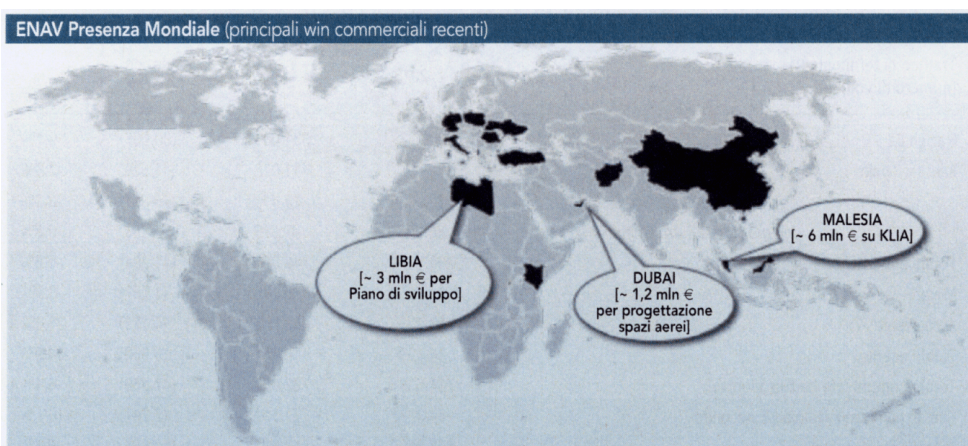 ENAV Presenza Mondiale (principali win commerciali recenti)
MALESIA
[~ 6 mln € su KLIA]
LIBIA
[~ 3 mln € per
Piano di sviluppo]
DUBAI
[~ 1,2 mln €
per progettazione
spazi aerei]